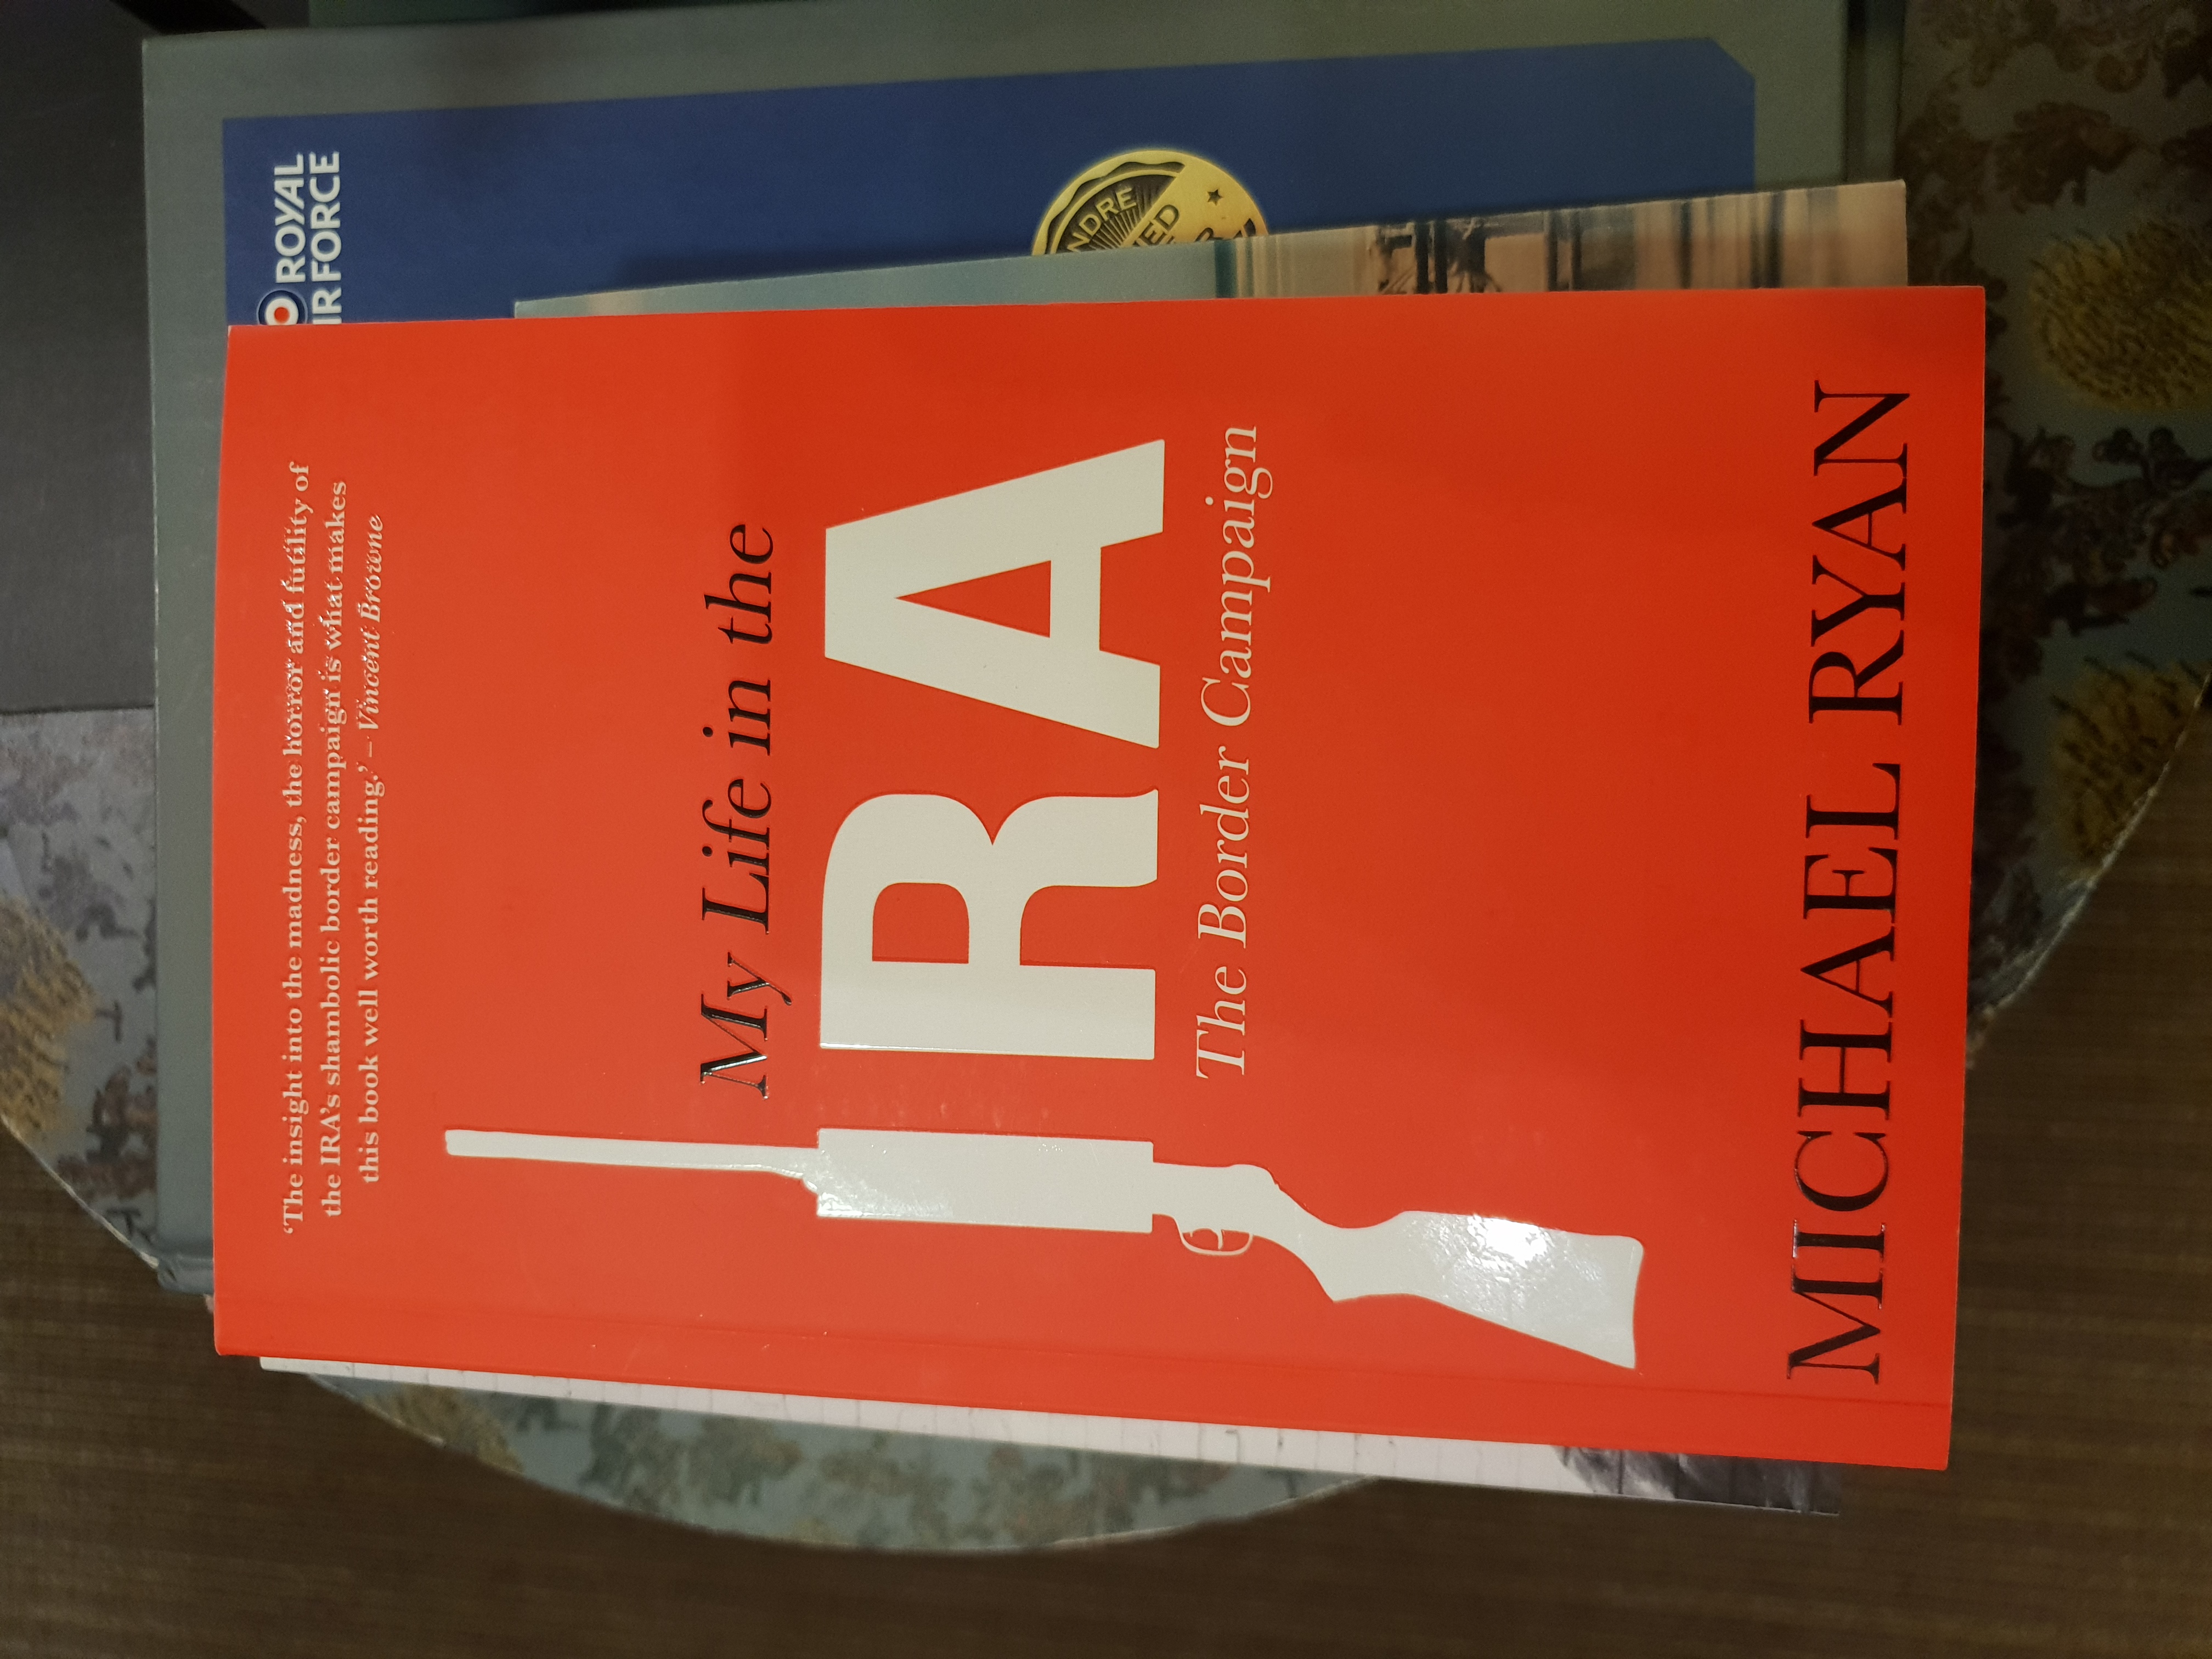 ‘The insight into the madness, the horror and futility of
the IRA’s shambolic border campaign is what makes
this book well worth reading.’ – Vincent Browne
My Life in the
IRA
The Border Campaign
MICHAEL RYAN
ROYAL
IR FORCE
NDRE